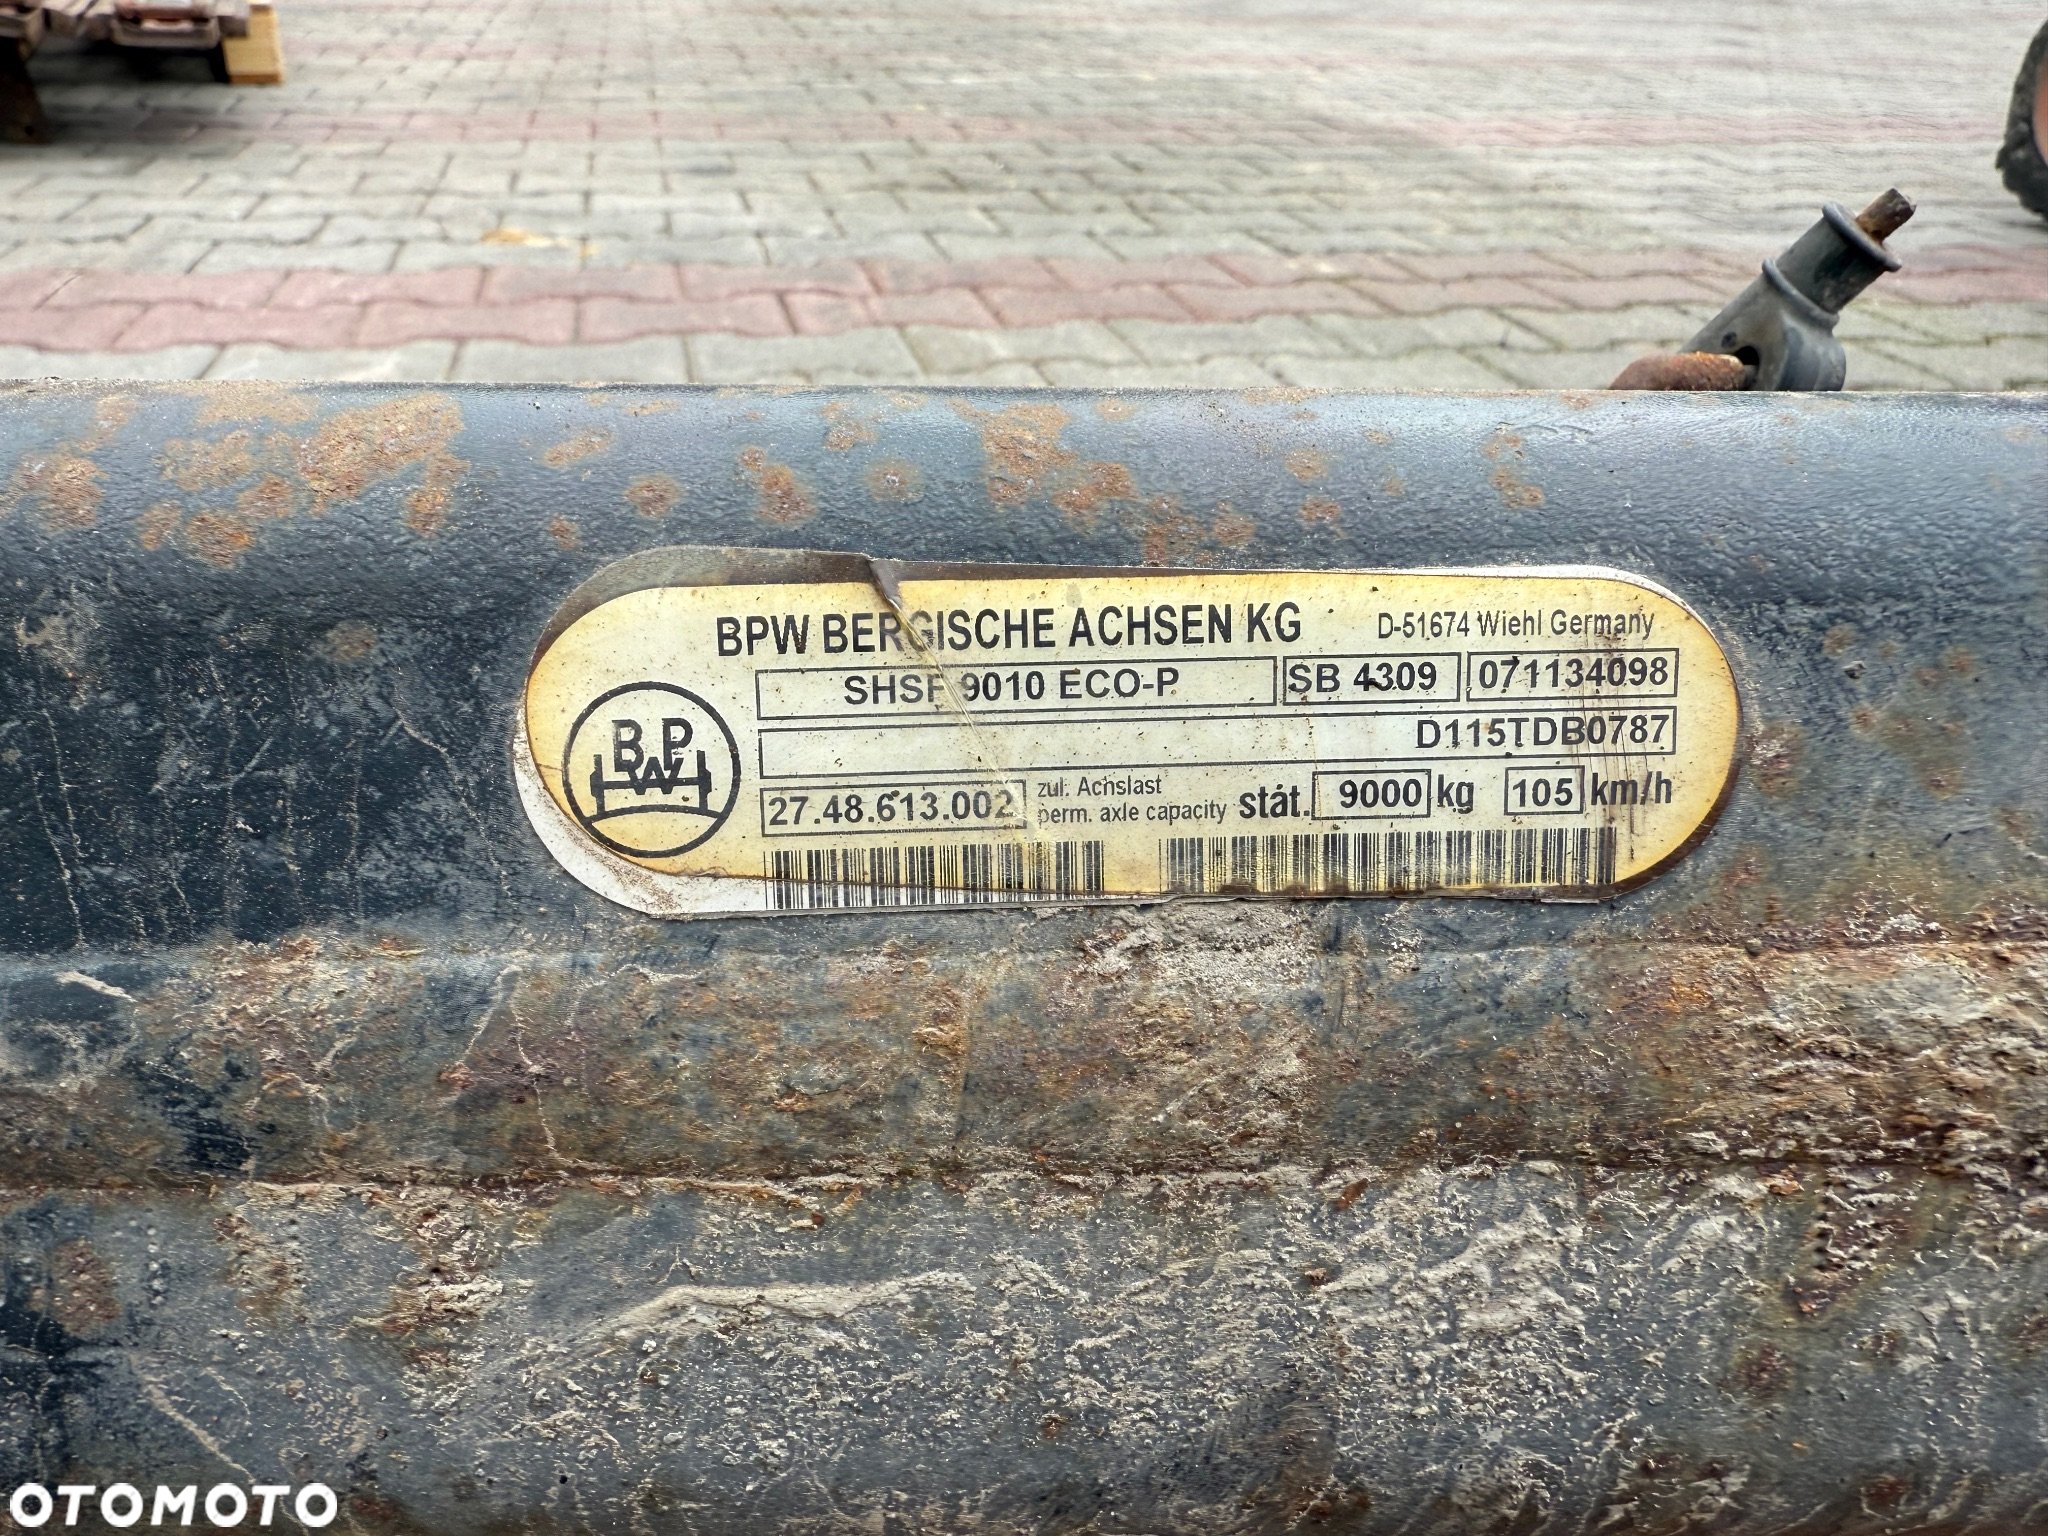 BPW BERGISCHE ACHSEN KG D-51674 Wiehl Germany
SHSF 9010 ECO-P SB 4309 071134098
BPW
D115TDB0787
27.48.613.002 zul. Achslast
perm. axle capacity stat. 9000 kg 105 km/h
OTOMOTO